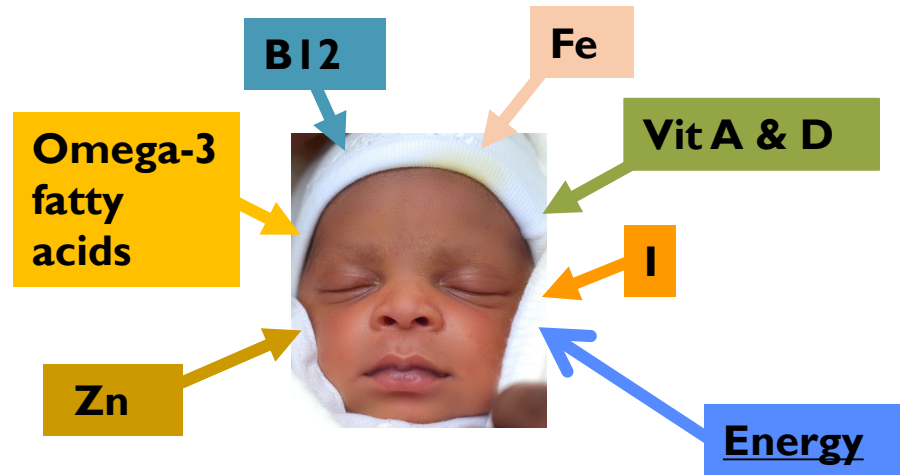 B12
Fe
Omega-3
fatty
acids
Vit A & D
I
Zn
Energy